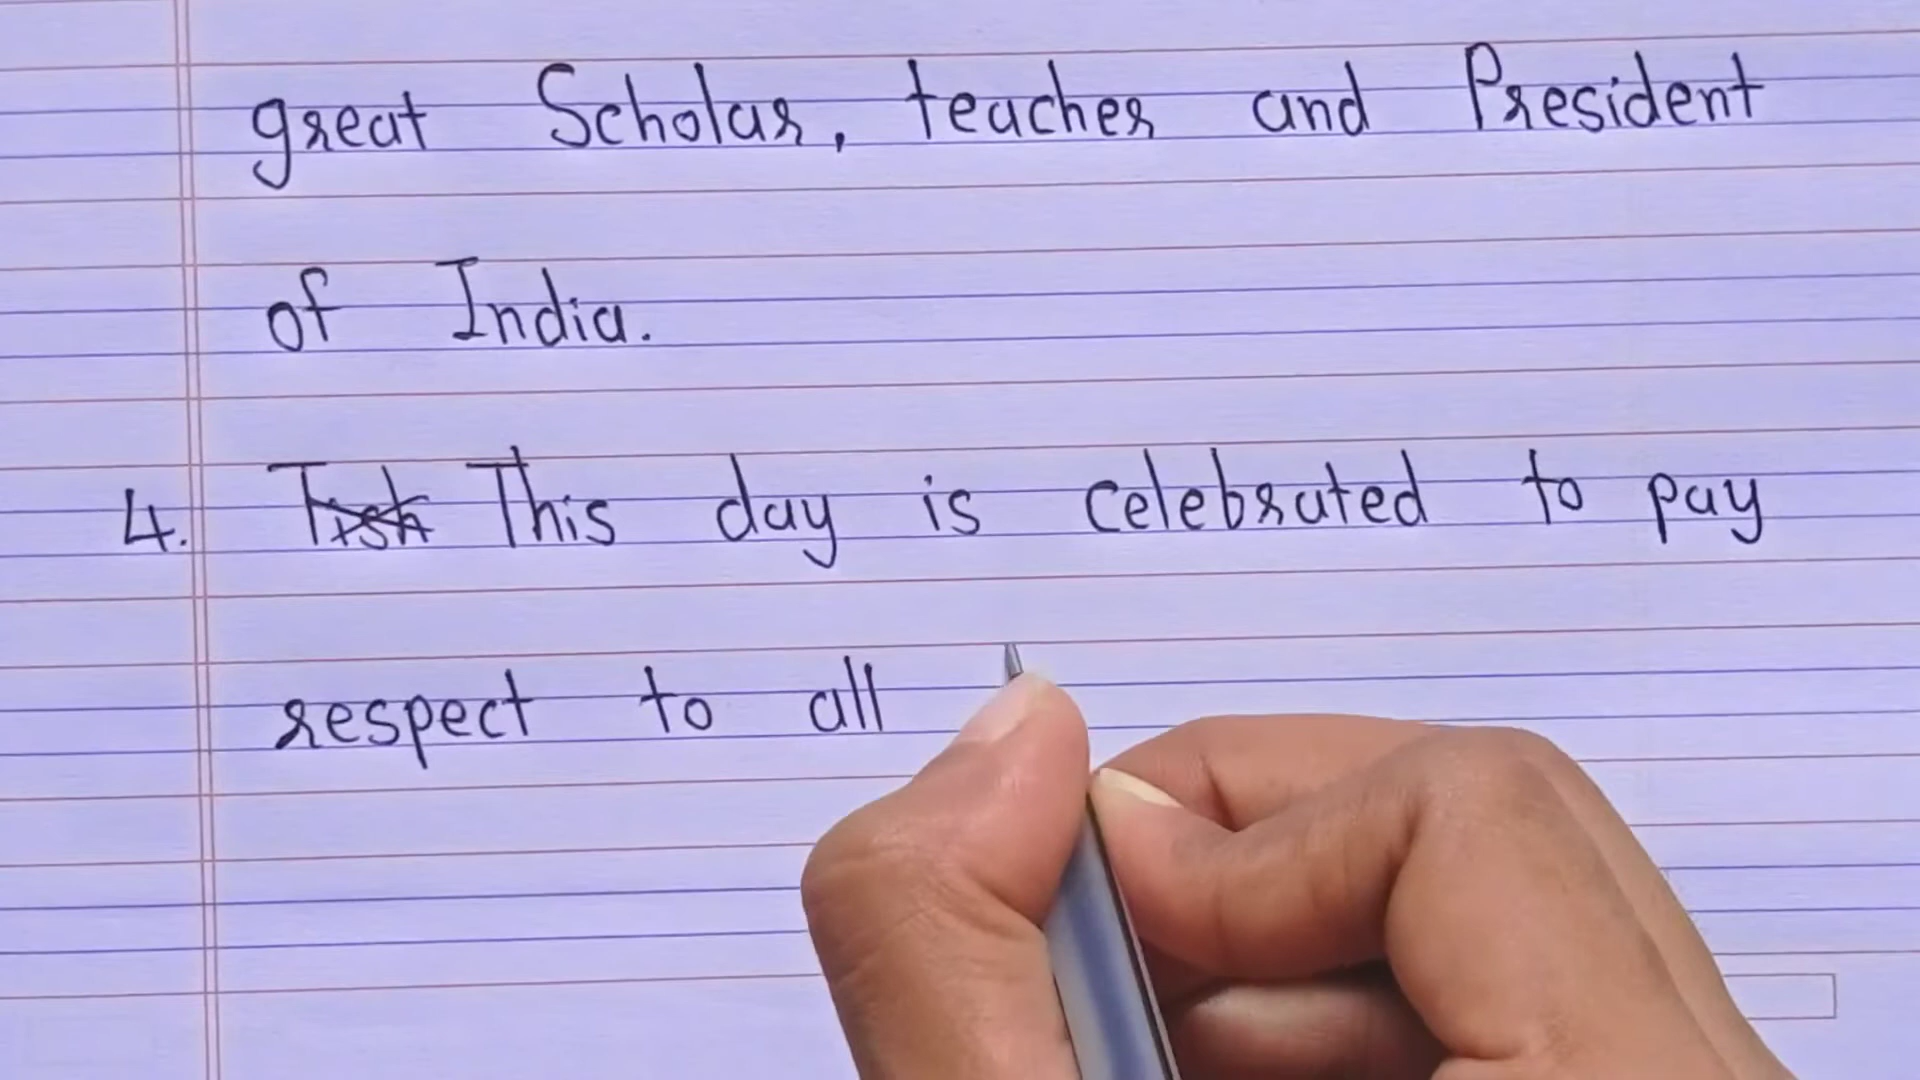 great Scholar, teacher and President
of India.
4. This day is celebrated to pay
respect to all